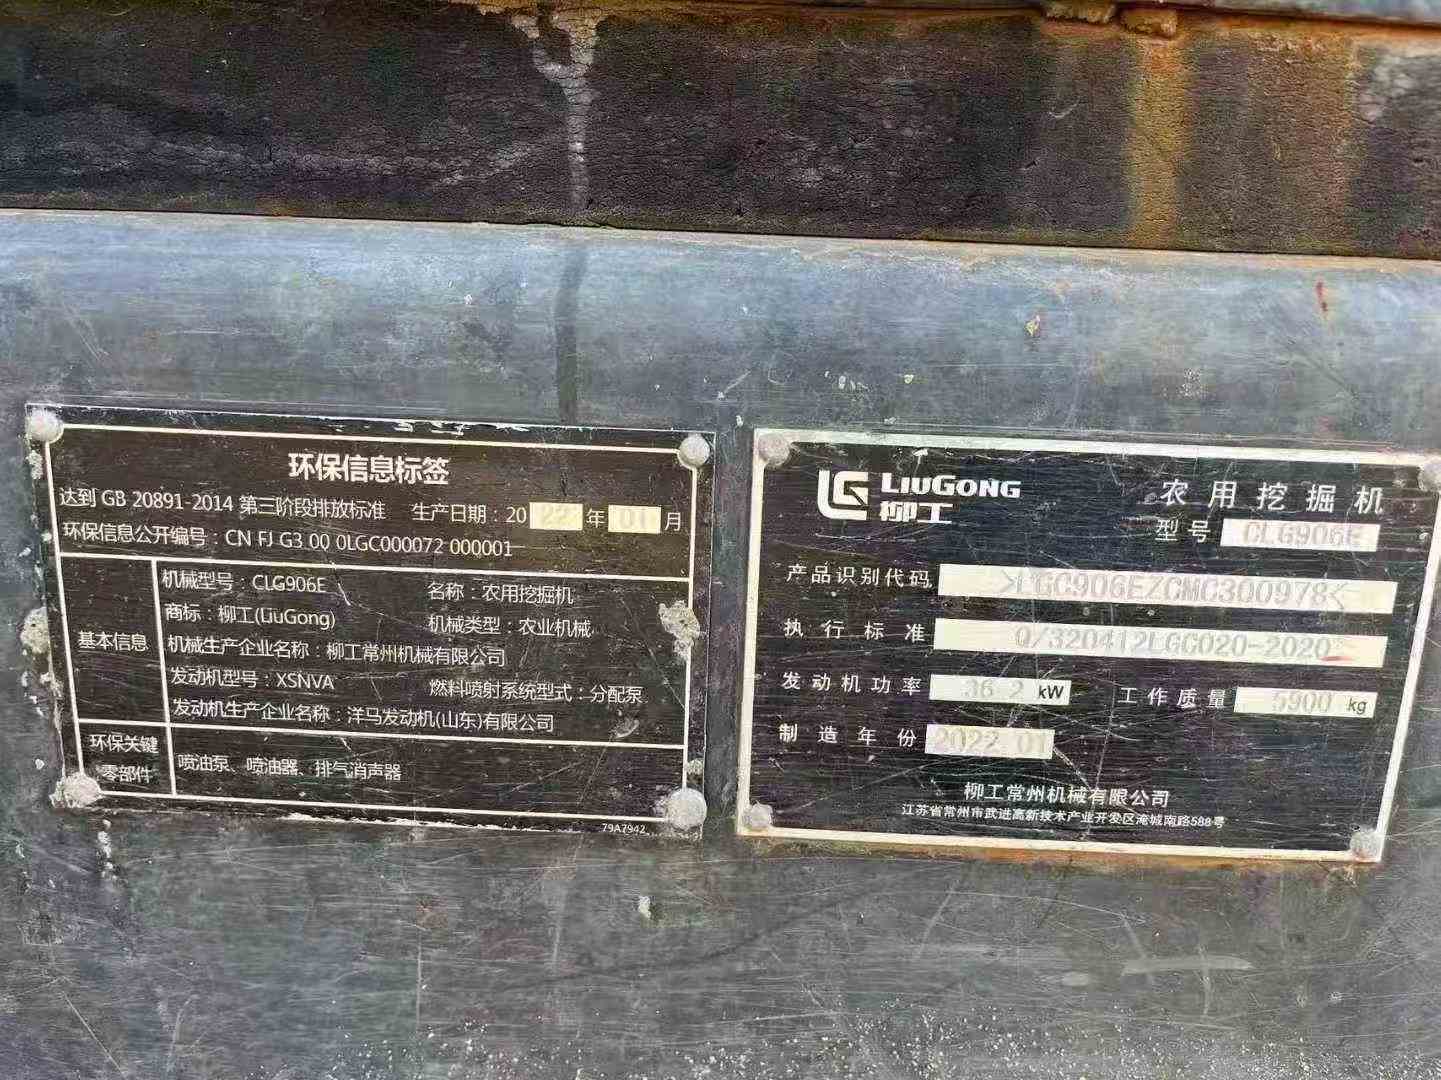 环保信息标签
达到 GB 20891-2014 第三阶段排放标准 生产日期：20 22 年 01 月
环保信息公开编号：CN FJ G3 00 0LGC000072 000001
基本信息
机械型号：CLG906E 名称：农用挖掘机
商标：柳工(LiuGong) 机械类型：农业机械
机械生产企业名称：柳工常州机械有限公司
发动机型号：XSNVA 燃料喷射系统型式：分配泵
发动机生产企业名称：洋马发动机(山东)有限公司
环保关键
零部件
喷油泵、喷油器、排气消声器
79A7942
LIUGONG
柳工
农用挖掘机
型号 CLG906E
产品识别代码 >LGC906EZCMC300978<
执行标准 Q/320412LGC020-2020
发动机功率 36.2 kW 工作质量 5900 kg
制造年份 2022.01
柳工常州机械有限公司
江苏省常州市武进高新技术产业开发区淹城南路588号